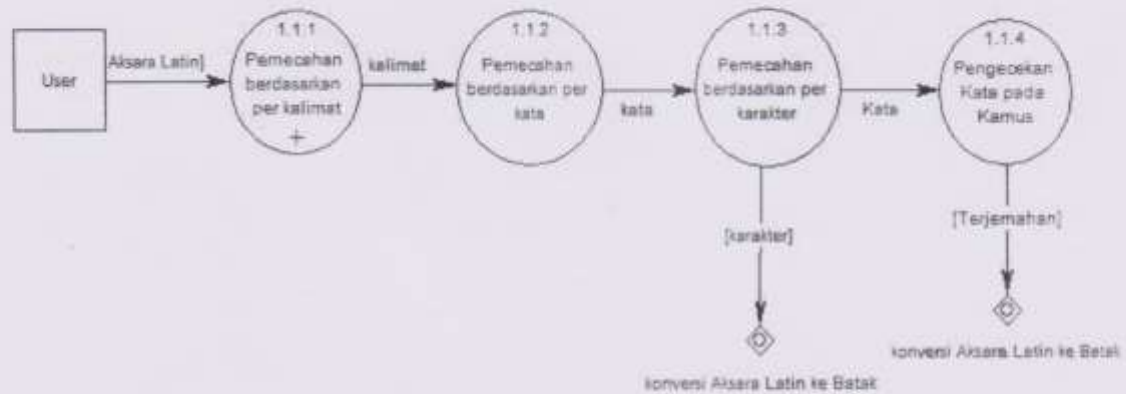 User
Aksara Latin]
1.1.1
Pemecahan
berdasarkan
per kalimat
+
kalimat
1.1.2
Pemecahan
berdasarkan per
kata
kata
1.1.3
Pemecahan
berdasarkan per
karakter
Kata
1.1.4
Pengecekan
Kata pada
Kamus
[karakter]
konversi Aksara Latin ke Batak
[Terjemahan]
konversi Aksara Latin ke Batak